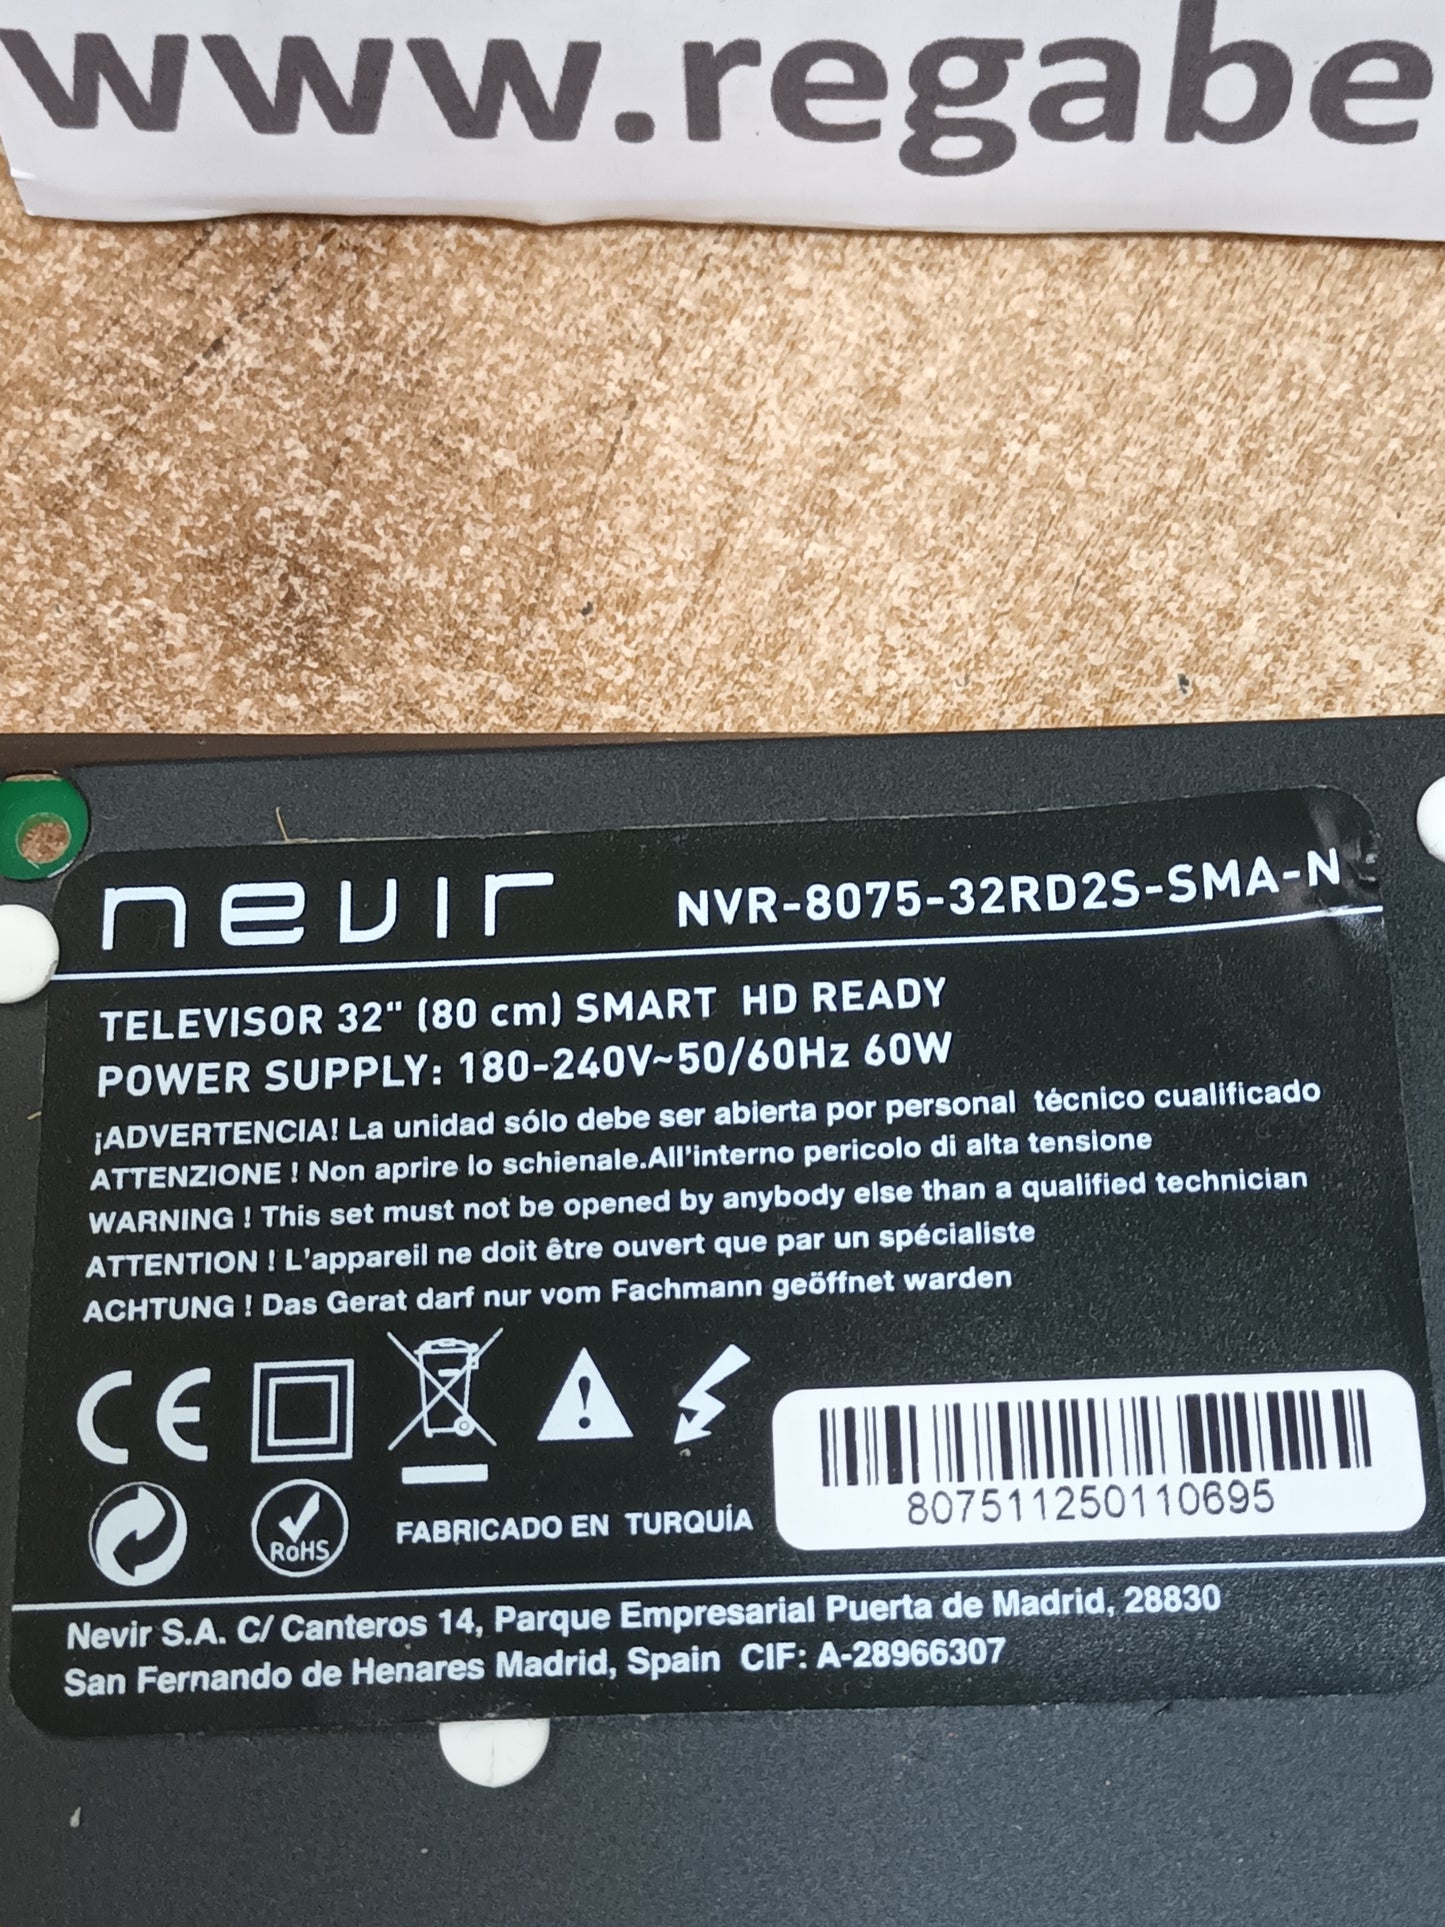 www.regabe
nevir NVR-8075-32RD2S-SMA-N
TELEVISOR 32" (80 cm) SMART HD READY
POWER SUPPLY: 180-240V~50/60Hz 60W
¡ADVERTENCIA! La unidad sólo debe ser abierta por personal técnico cualificado
ATTENZIONE ! Non aprire lo schienale.All'interno pericolo di alta tensione
WARNING ! This set must not be opened by anybody else than a qualified technician
ATTENTION ! L'appareil ne doit être ouvert que par un spécialiste
ACHTUNG ! Das Gerat darf nur vom Fachmann geöffnet warden
CE
RoHS
FABRICADO EN TURQUÍA
807511250110695
Nevir S.A. C/ Canteros 14, Parque Empresarial Puerta de Madrid, 28830
San Fernando de Henares Madrid, Spain CIF: A-28966307